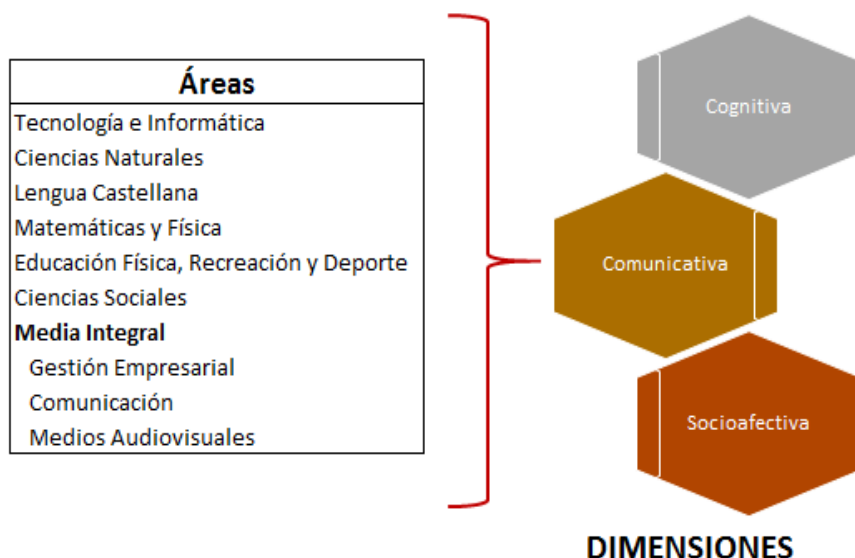 Áreas
Tecnología e Informática
Ciencias Naturales
Lengua Castellana
Matemáticas y Física
Educación Física, Recreación y Deporte
Ciencias Sociales
Media Integral
Gestión Empresarial
Comunicación
Medios Audiovisuales
Cognitiva
Comunicativa
Socioafectiva
DIMENSIONES